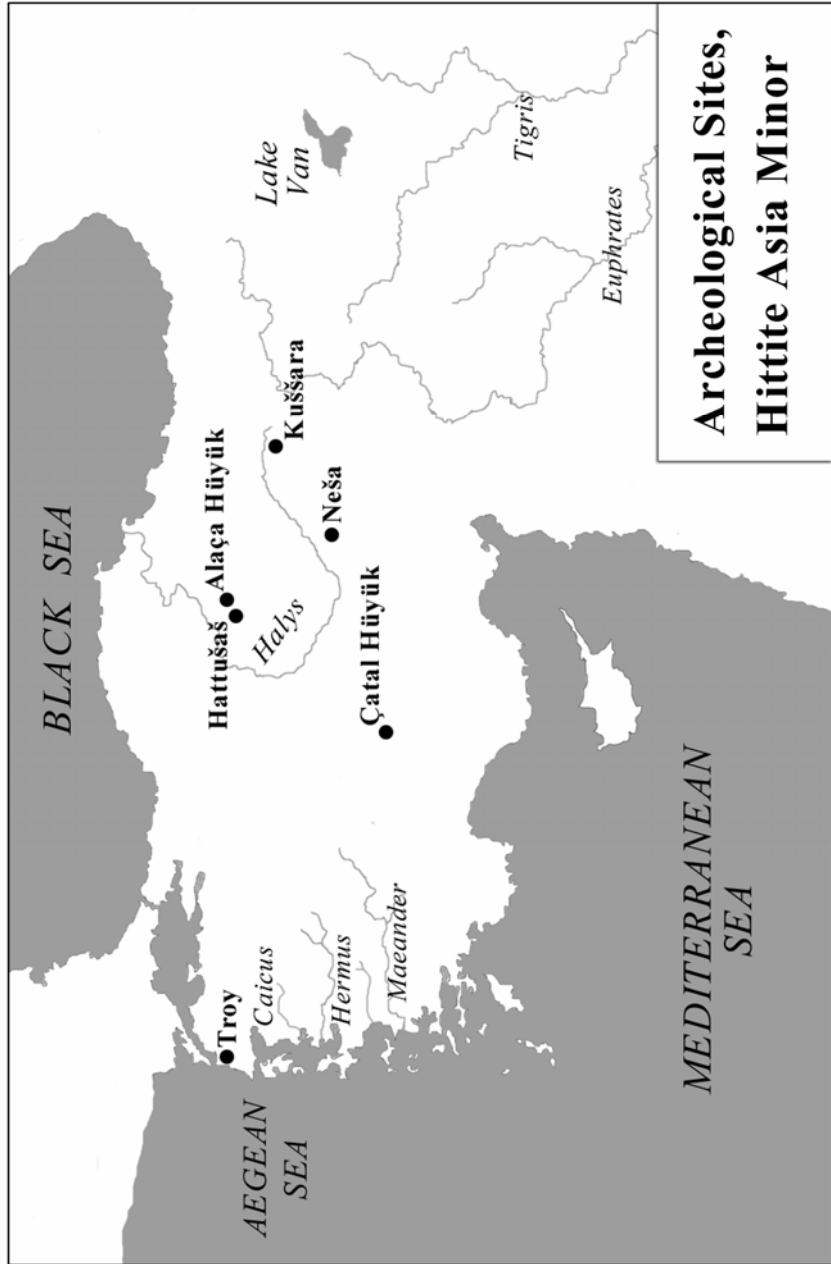 BLACK SEA
Lake
Van
Alaça Hüyük
Hattušaš
Kuššara
Halys
Neša
Troy
Caicus
Hermus
Maeander
Çatal Hüyük
Tigris
Euphrates
AEGEAN
SEA
MEDITERRANEAN
SEA
Archeological Sites,
Hittite Asia Minor